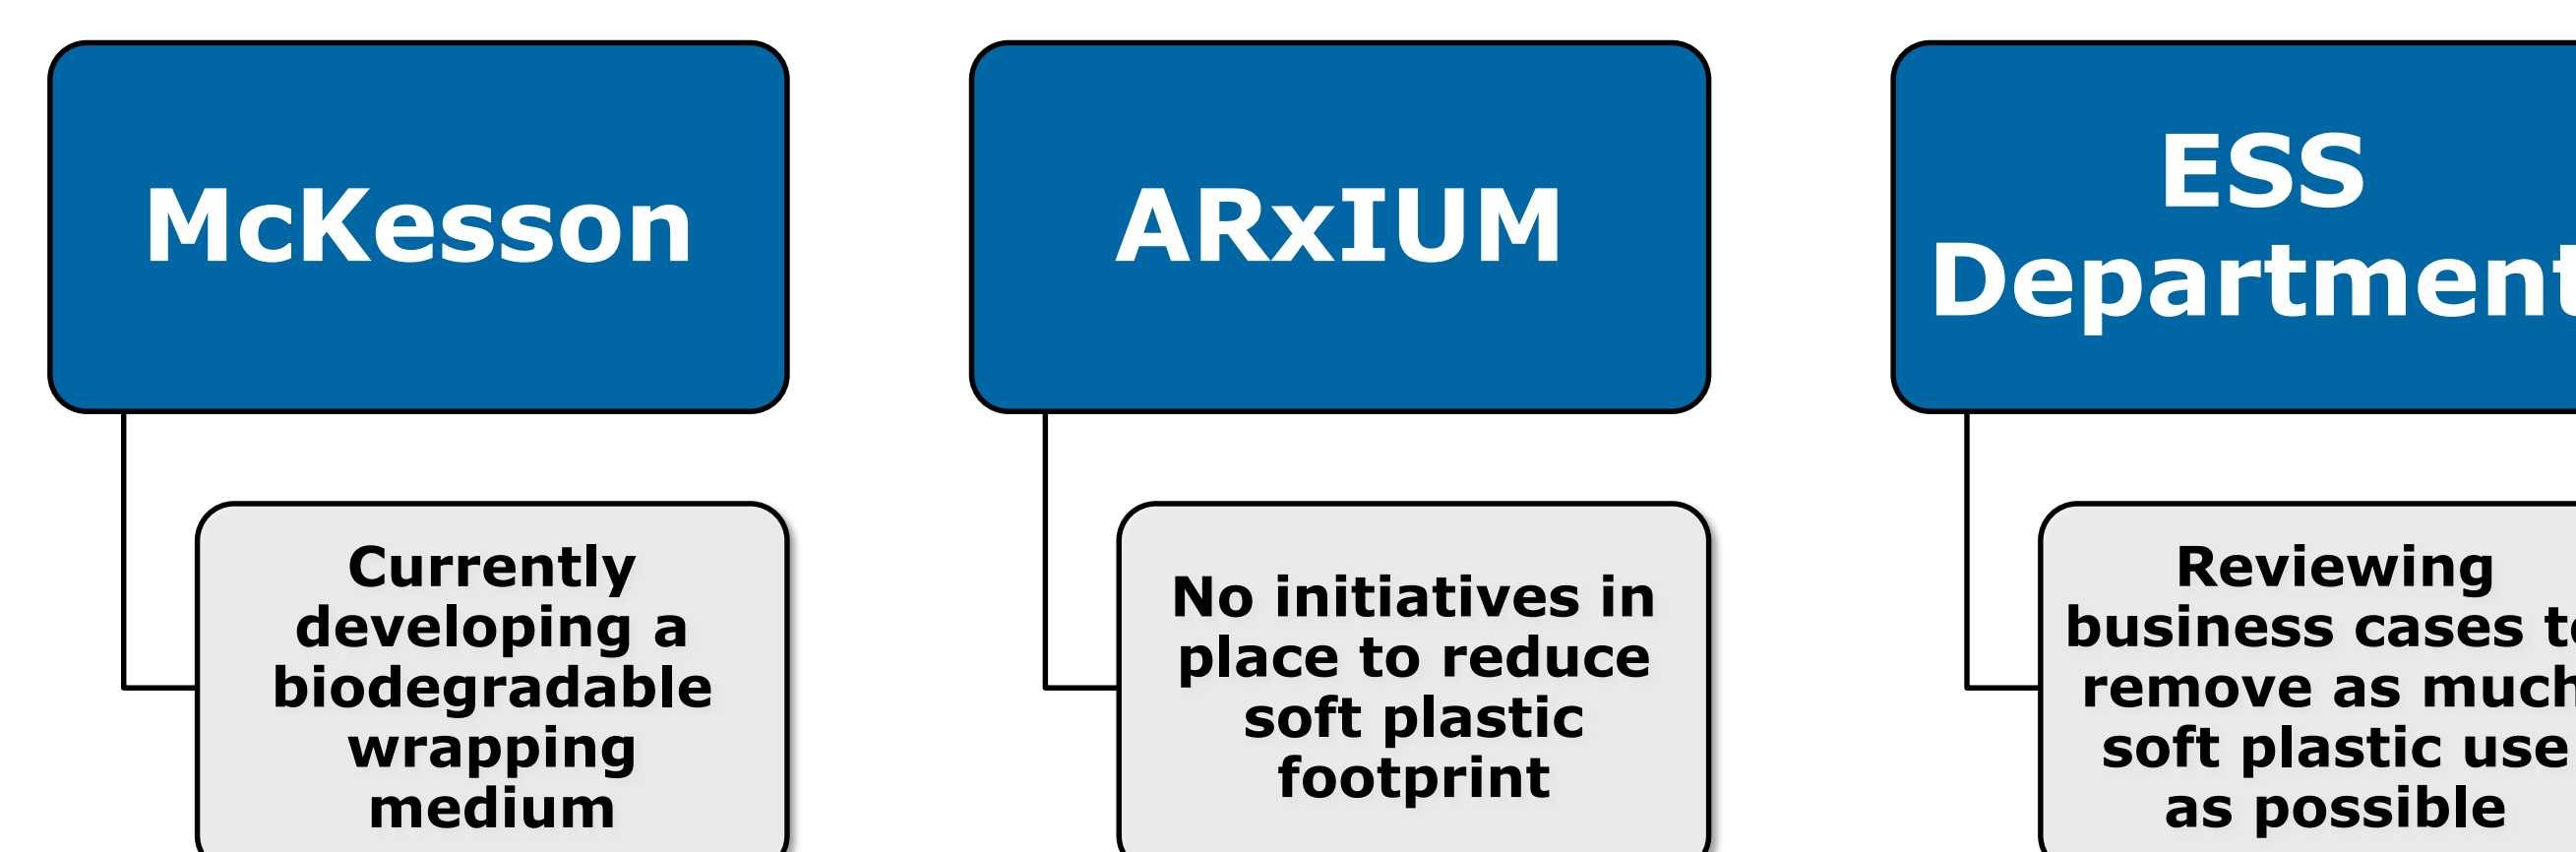 McKesson
Currently
developing a
biodegradable
wrapping
medium
ARxIUM
No initiatives in
place to reduce
soft plastic
footprint
ESS
Department
Reviewing
business cases to
remove as much
soft plastic use
as possible